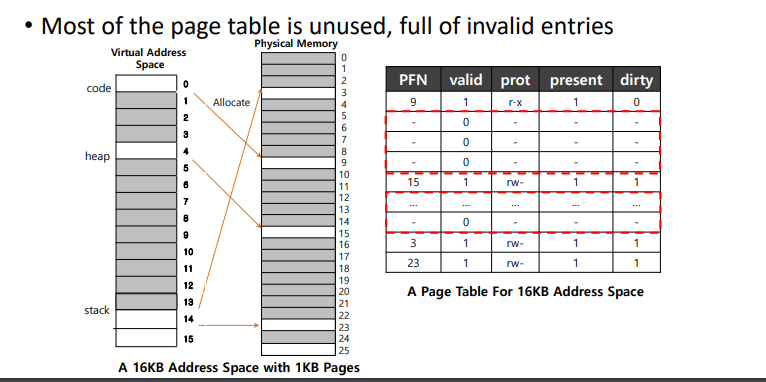 • Most of the page table is unused, full of invalid entries
Virtual Address
Space
Physical Memory
code
heap
stack
0
1
2
3
4
5
6
7
8
9
10
11
12
13
14
15
Allocate
0
1
2
3
4
5
6
7
8
9
10
11
12
13
14
15
16
17
18
19
20
21
22
23
24
25
A 16KB Address Space with 1KB Pages
PFN valid prot present dirty
9 1 r-x 1 0
- 0 - - -
- 0 - - -
- 0 - - -
15 1 rw- 1 1
... ... ... ... ...
- 0 - - -
3 1 rw- 1 1
23 1 rw- 1 1
A Page Table For 16KB Address Space